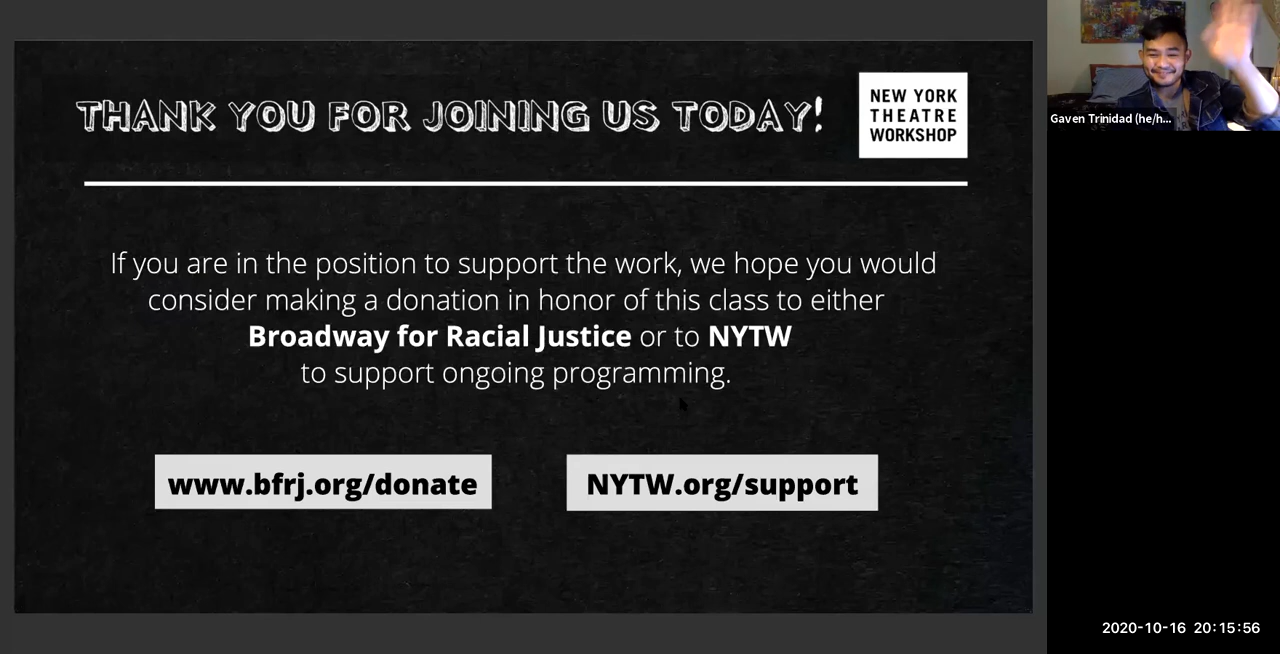 THANK YOU FOR JOINING US TODAY!
NEW YORK
THEATRE
WORKSHOP
If you are in the position to support the work, we hope you would
consider making a donation in honor of this class to either
Broadway for Racial Justice or to NYTW
to support ongoing programming.
www.bfrj.org/donate
NYTW.org/support
Gaven Trinidad (he/h...
2020-10-16 20:15:56